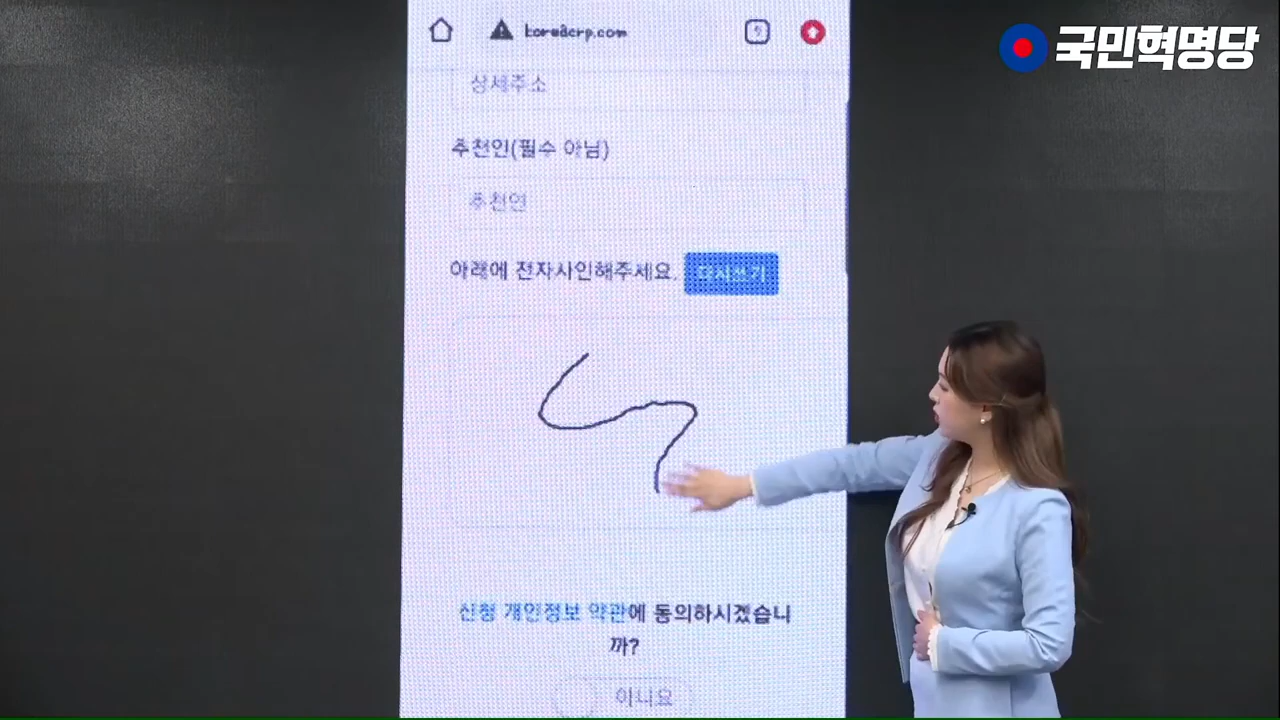 koreacrp.com
국민혁명당
상세주소
추천인(필수 아님)
추천인
아래에 전자사인해주세요. 다시쓰기
신청 개인정보 약관에 동의하시겠습니
까?
아니요